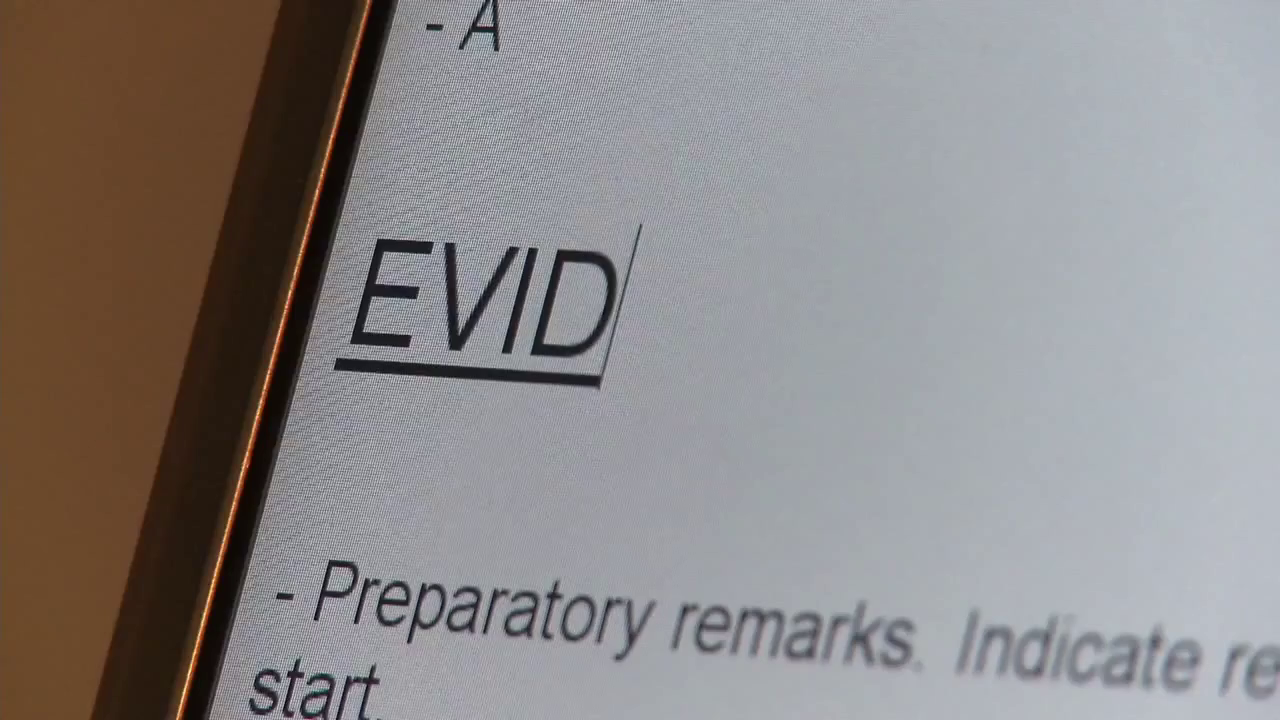 - A
EVID
- Preparatory remarks. Indicate re
start.